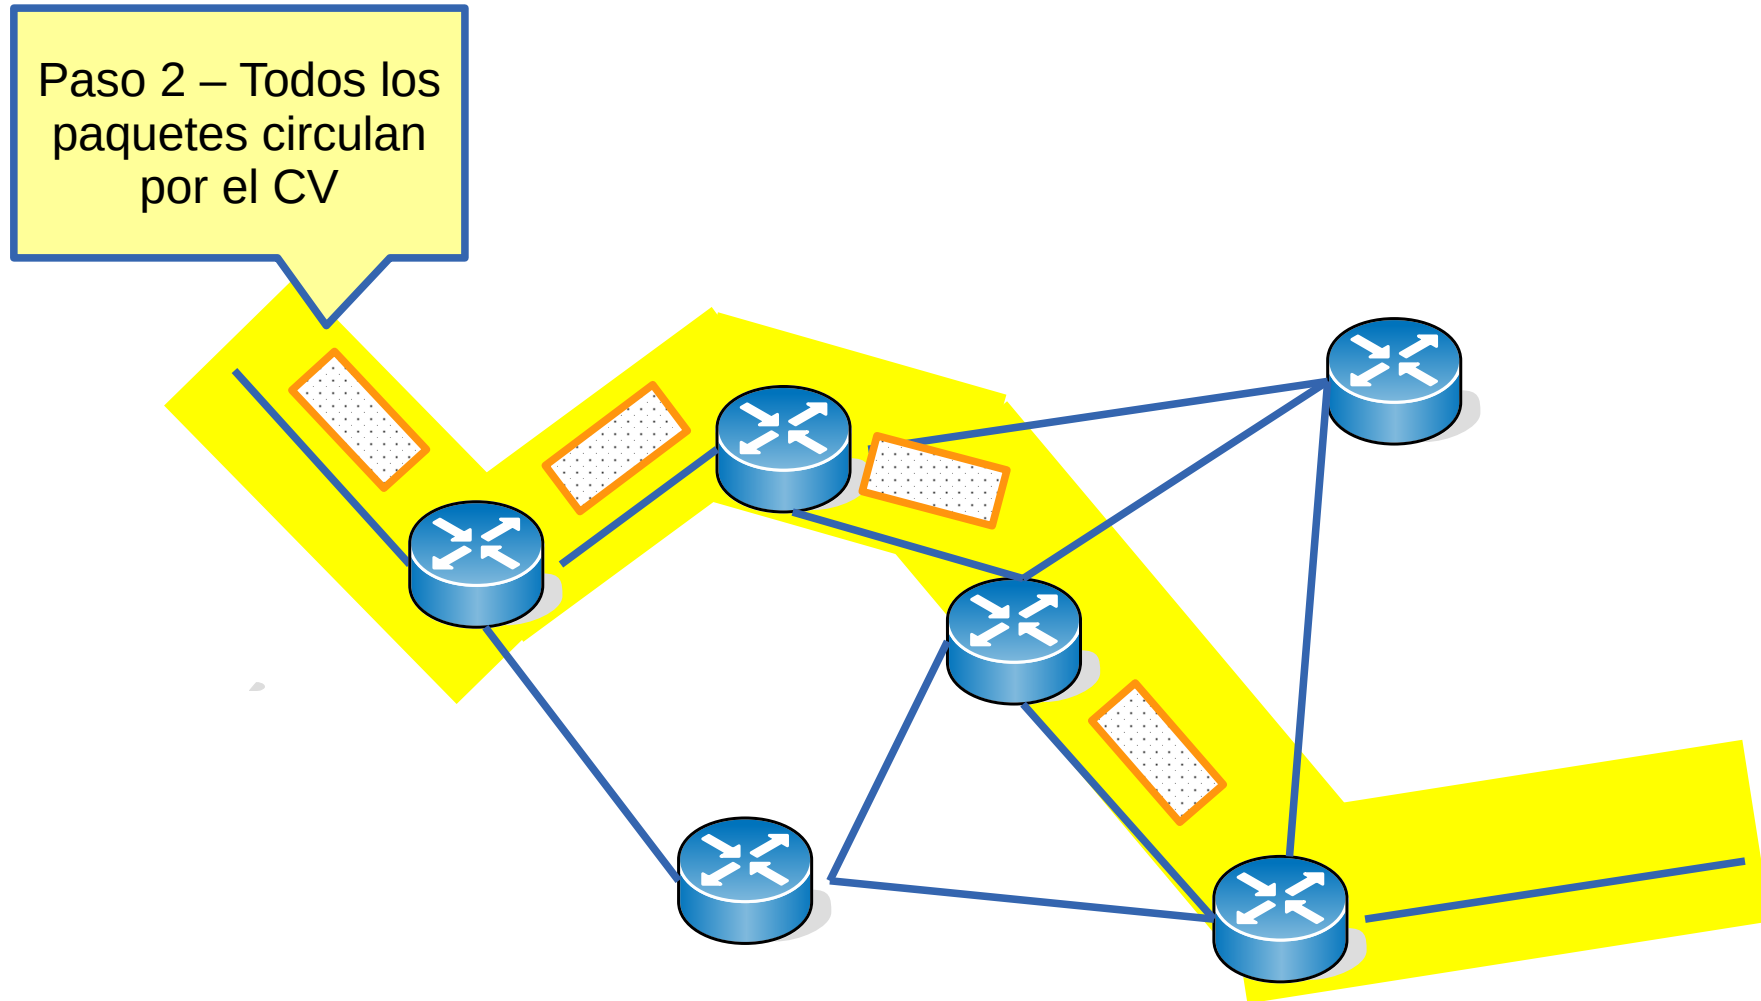 Paso 2 – Todos los
paquetes circulan
por el CV